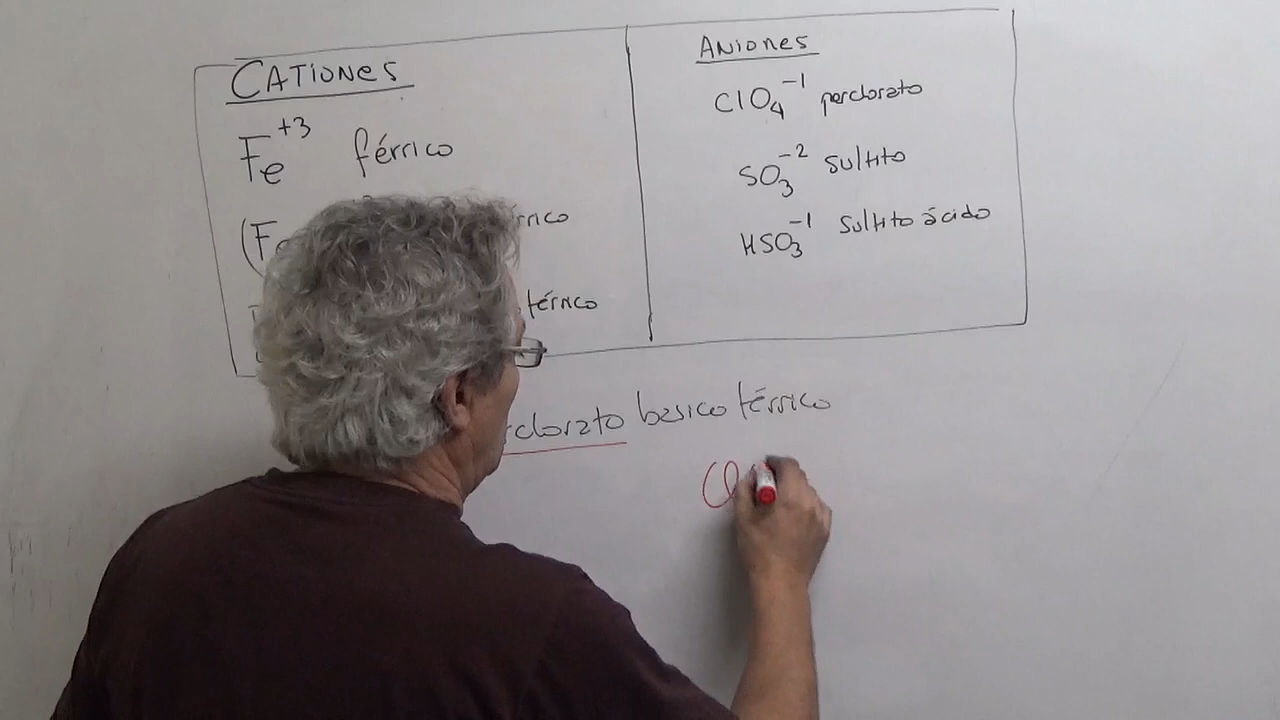 CATIONES
Fe+3 férrico
(Fe
férrico
ANIONES
ClO4-1 perclorato
SO3-2 sulfito
HSO3-1 sulfito ácido
rclorato basico férrico
Cl